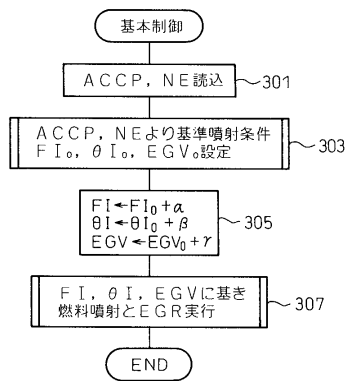 基本制御
ACCP,NE読込
301
ACCP,NEより基準噴射条件
FI₀,θI₀,EGV₀設定
303
FI←FI₀+α
θI←θI₀+β
EGV←EGV₀+γ
305
FI,θI,EGVに基き
燃料噴射とEGR実行
307
END